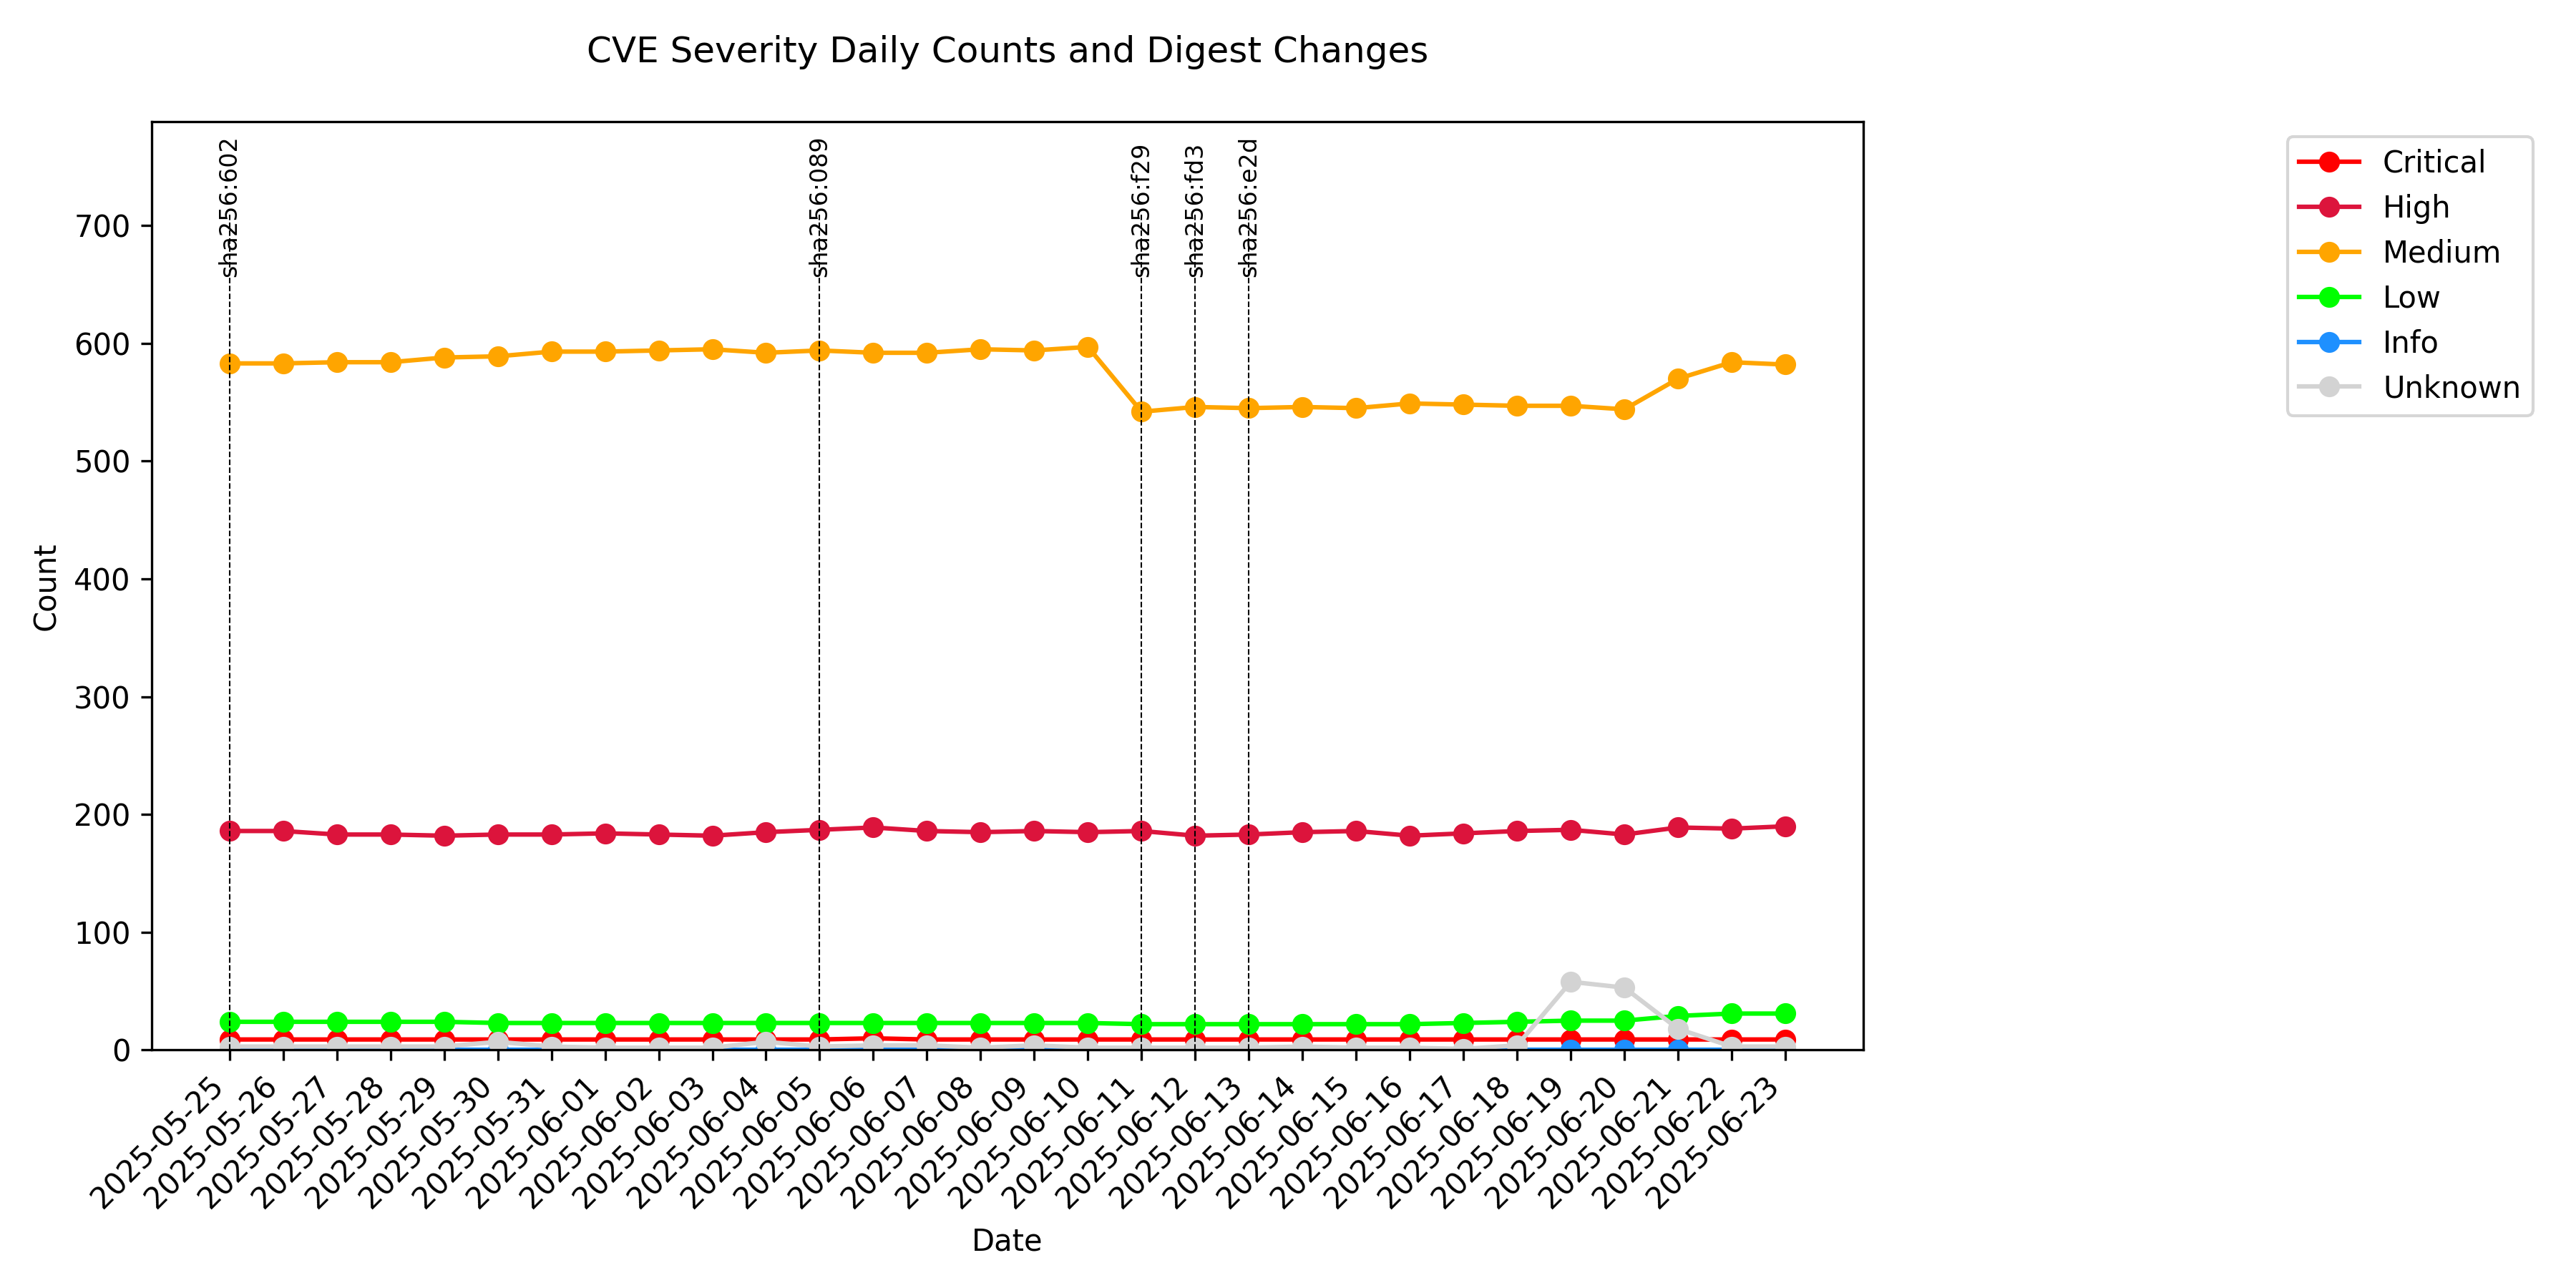 CVE Severity Daily Counts and Digest Changes
sha256:602
sha256:089
sha256:f29
sha256:fd3
sha256:e2d
Critical
High
Medium
Low
Info
Unknown
Count
700
600
500
400
300
200
100
0
2025-05-25
2025-05-26
2025-05-27
2025-05-28
2025-05-29
2025-05-30
2025-05-31
2025-06-01
2025-06-02
2025-06-03
2025-06-04
2025-06-05
2025-06-06
2025-06-07
2025-06-08
2025-06-09
2025-06-10
2025-06-11
2025-06-12
2025-06-13
2025-06-14
2025-06-15
2025-06-16
2025-06-17
2025-06-18
2025-06-19
2025-06-20
2025-06-21
2025-06-22
2025-06-23
Date